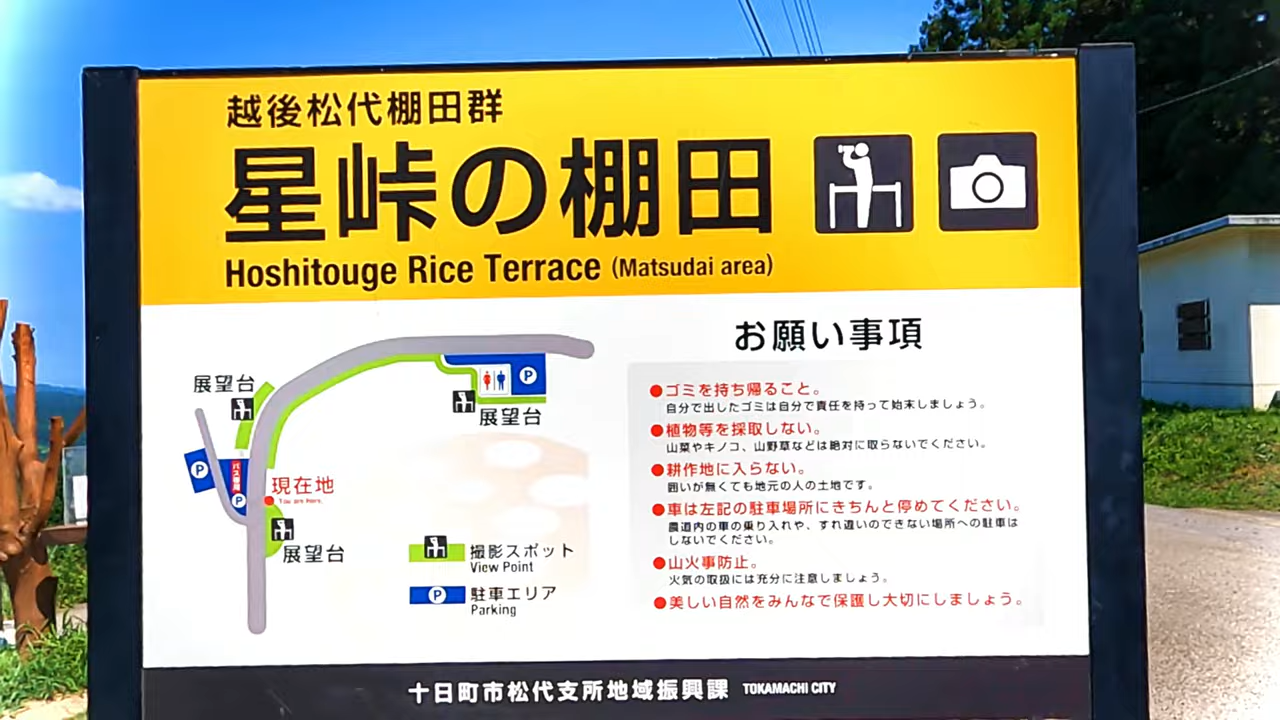 越後松代棚田群
星峠の棚田
Hoshitouge Rice Terrace (Matsudai area)
お願い事項
展望台
P
展望台
P
バス専用
P
現在地
You are here.
展望台
撮影スポット
View Point
P 駐車エリア
Parking
●ゴミを持ち帰ること。
自分で出したゴミは自分で責任を持って始末しましょう。
●植物等を採取しない。
山菜やキノコ、山野草などは絶対に取らないでください。
●耕作地に入らない。
囲いが無くても地元の人の土地です。
●車は左記の駐車場所にきちんと停めてください。
農道内の車の乗り入れや、すれ違いのできない場所への駐車は
しないでください。
●山火事防止。
火気の取扱には充分に注意しましょう。
●美しい自然をみんなで保護し大切にしましょう。
十日町市松代支所地域振興課 TOKAMACHI CITY